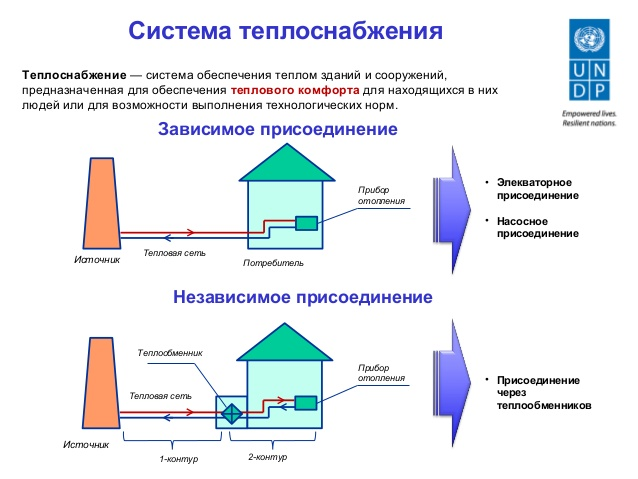 Система теплоснабжения
Теплоснабжение — система обеспечения теплом зданий и сооружений,
предназначенная для обеспечения теплового комфорта для находящихся в них
людей или для возможности выполнения технологических норм.
U N
D P
Empowered lives.
Resilient nations.
Зависимое присоединение
Прибор
отопления
Тепловая сеть
Источник
Потребитель
• Элекваторное
присоединение
• Насосное
присоединение
Независимое присоединение
Теплообменник
Прибор
отопления
Тепловая сеть
Источник
1-контур
2-контур
• Присоединение
через
теплообменников